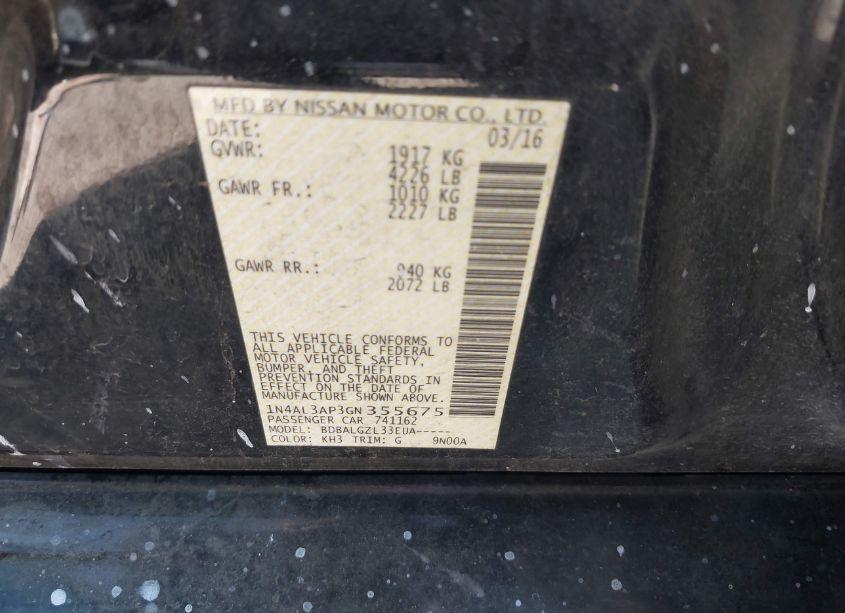 MFD BY NISSAN MOTOR CO., LTD.
DATE: 03/16
GVWR: 1917 KG
4226 LB
GAWR FR.: 1010 KG
2227 LB
GAWR RR.: 940 KG
2072 LB
THIS VEHICLE CONFORMS TO
ALL APPLICABLE FEDERAL
MOTOR VEHICLE SAFETY,
BUMPER, AND THEFT
PREVENTION STANDARDS IN
EFFECT ON THE DATE OF
MANUFACTURE SHOWN ABOVE.
1N4AL3AP3GN355675
PASSENGER CAR 741162
MODEL: BDBALGZL33EUA-----
COLOR: KH3 TRIM: G 9N00A